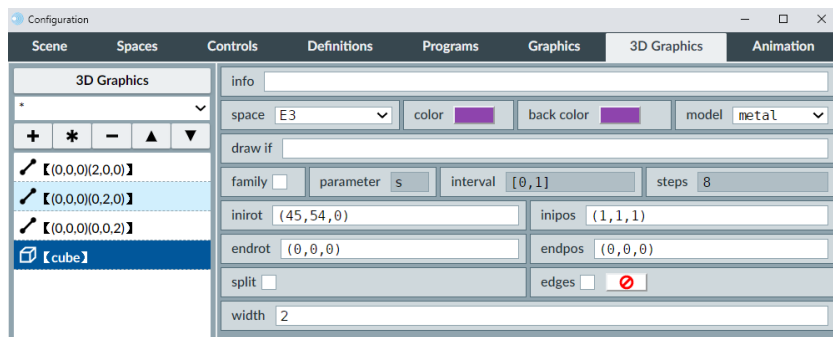 Configuration
Scene Spaces Controls Definitions Programs Graphics 3D Graphics Animation
3D Graphics
*
+ * − ▲ ▼
【(0,0,0)(2,0,0)】
【(0,0,0)(0,2,0)】
【(0,0,0)(0,0,2)】
【cube】
info
space E3 color back color model metal
draw if
family parameter s interval [0,1] steps 8
inirot (45,54,0) inipos (1,1,1)
endrot (0,0,0) endpos (0,0,0)
split edges
width 2